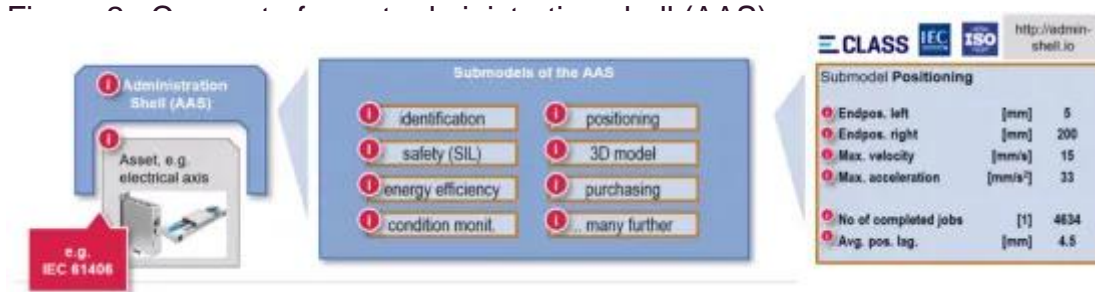 Administration
Shell (AAS)
Asset, e.g.
electrical axis
e.g.
IEC 61406
Submodels of the AAS
identification
positioning
safety (SIL)
3D model
energy efficiency
purchasing
condition monit.
.. many further
ECLASS IEC ISO
http://admin-
shell.io
Submodel Positioning
Endpos. left [mm] 5
Endpos. right [mm] 200
Max. velocity [mm/s] 15
Max. acceleration [mm/s²] 33
No of completed jobs [1] 4634
Avg. pos. lag. [mm] 4.5